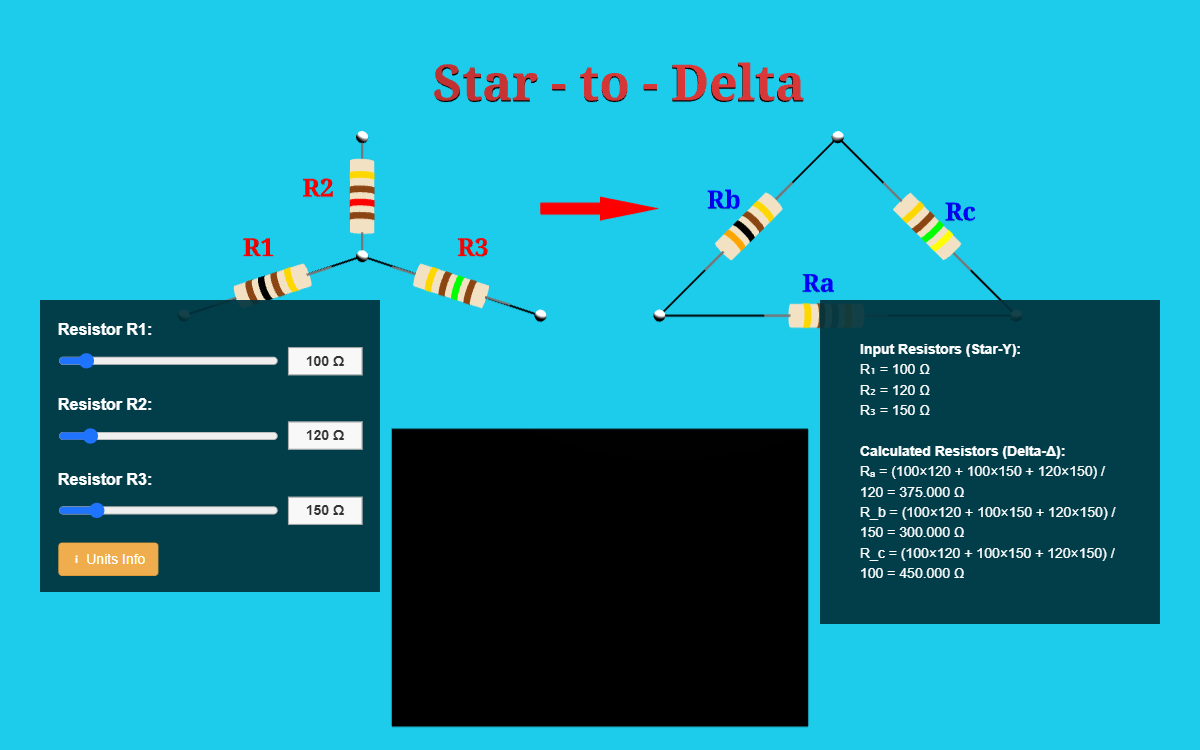 Star - to - Delta
R2
R1
R3
Rb
Rc
Ra
Resistor R1:
100 Ω
Resistor R2:
120 Ω
Resistor R3:
150 Ω
i Units Info
Input Resistors (Star-Y):
R₁ = 100 Ω
R₂ = 120 Ω
R₃ = 150 Ω
Calculated Resistors (Delta-Δ):
Rₐ = (100×120 + 100×150 + 120×150) /
120 = 375.000 Ω
R_b = (100×120 + 100×150 + 120×150) /
150 = 300.000 Ω
R_c = (100×120 + 100×150 + 120×150) /
100 = 450.000 Ω